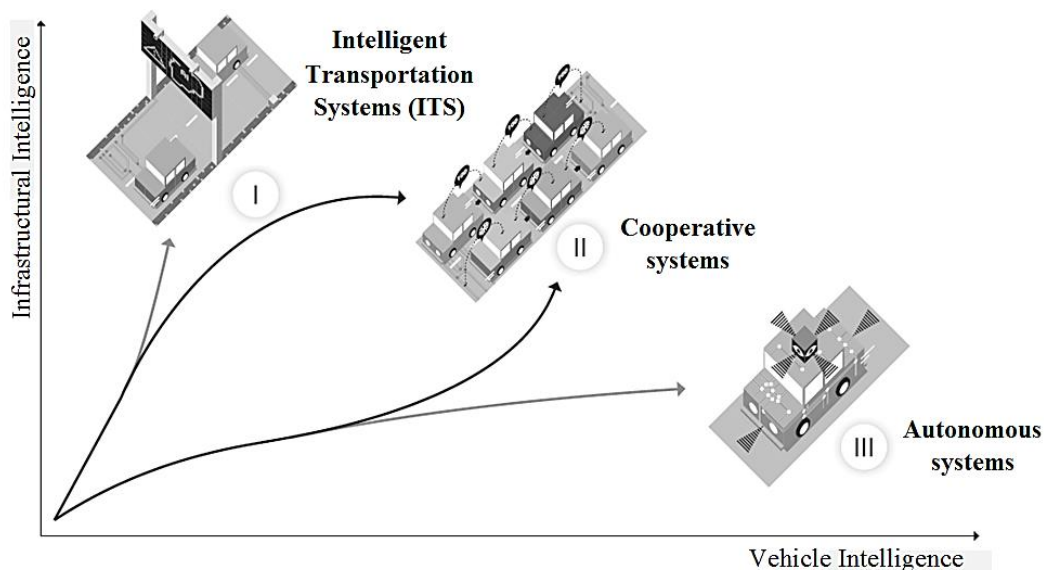 Infrastructural Intelligence
Intelligent
Transportation
Systems (ITS)
I
II
Cooperative
systems
III
Autonomous
systems
Vehicle Intelligence